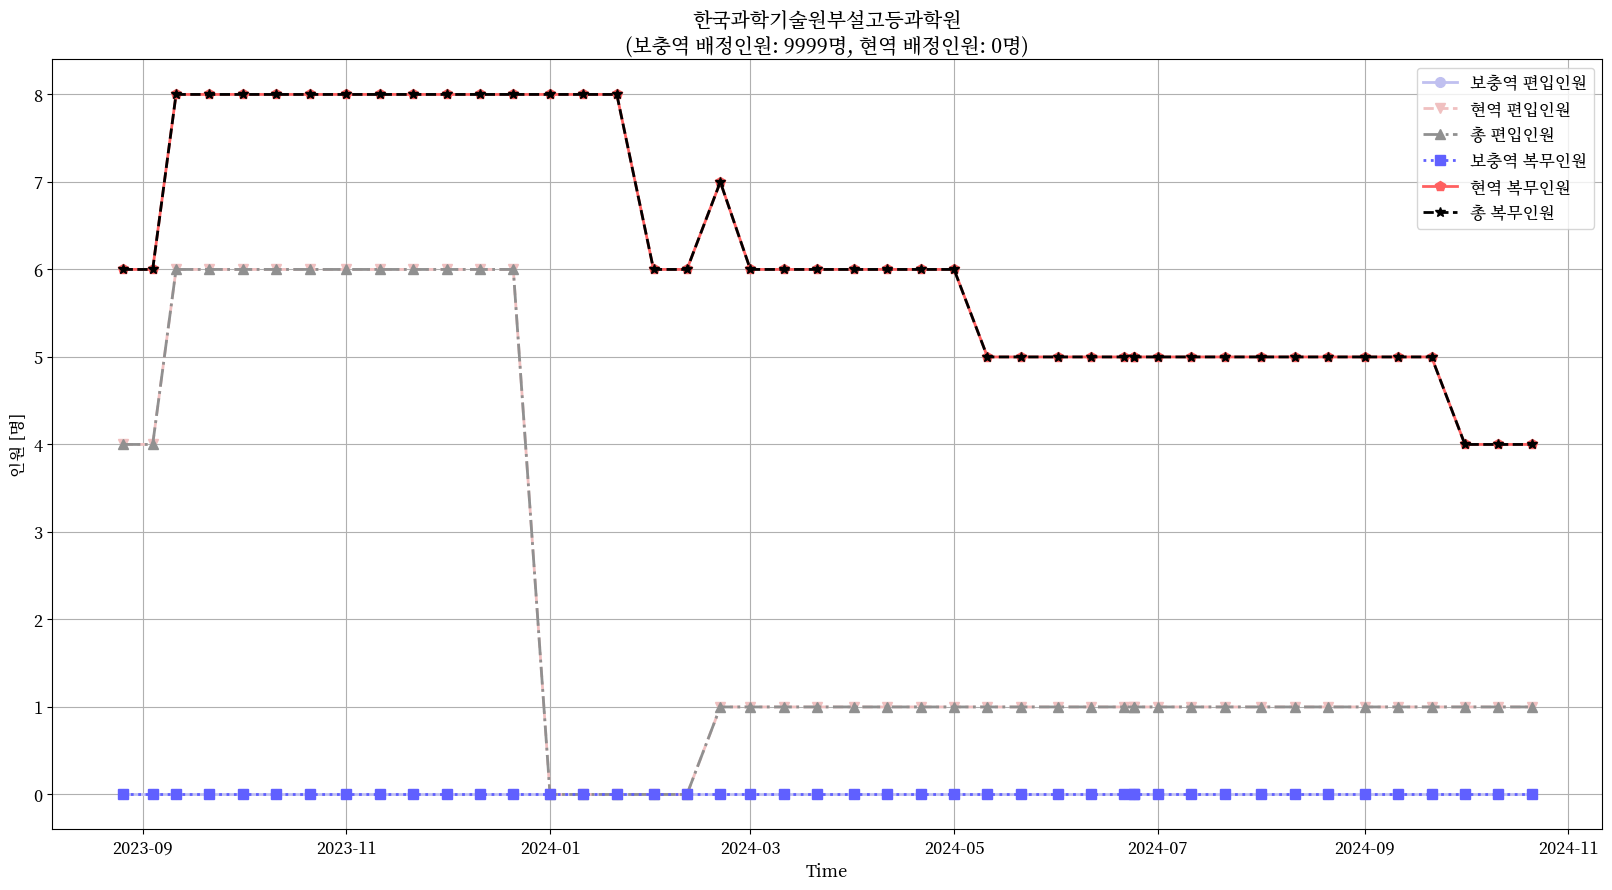 한국과학기술원부설고등과학원
(보충역 배정인원: 9999명, 현역 배정인원: 0명)
보충역 편입인원
현역 편입인원
총 편입인원
보충역 복무인원
현역 복무인원
총 복무인원
인원 [명]
8
7
6
5
4
3
2
1
0
2023-09
2023-11
2024-01
2024-03
2024-05
2024-07
2024-09
2024-11
Time